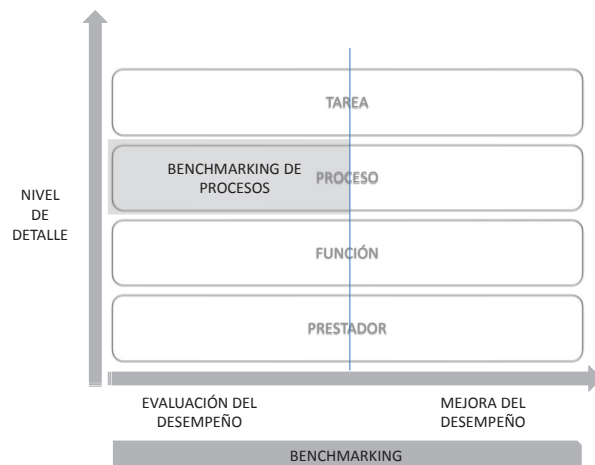 TAREA
BENCHMARKING DE
PROCESOS
PROCESO
NIVEL
DE
DETALLE
FUNCIÓN
PRESTADOR
EVALUACIÓN DEL
DESEMPEÑO
MEJORA DEL
DESEMPEÑO
BENCHMARKING